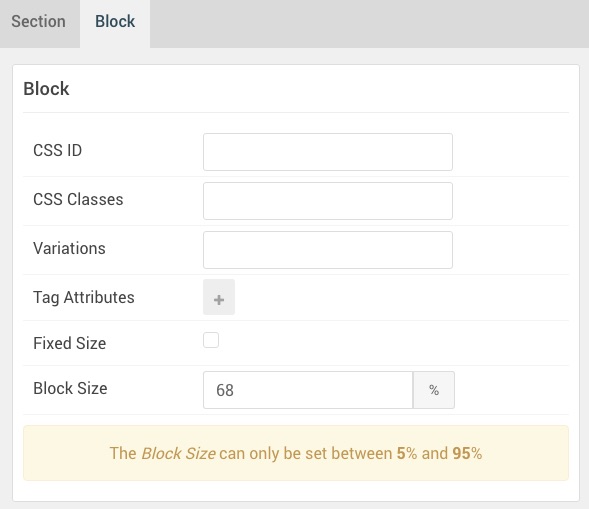 Section Block
Block
CSS ID
CSS Classes
Variations
Tag Attributes +
Fixed Size
Block Size 68 %
The Block Size can only be set between 5% and 95%